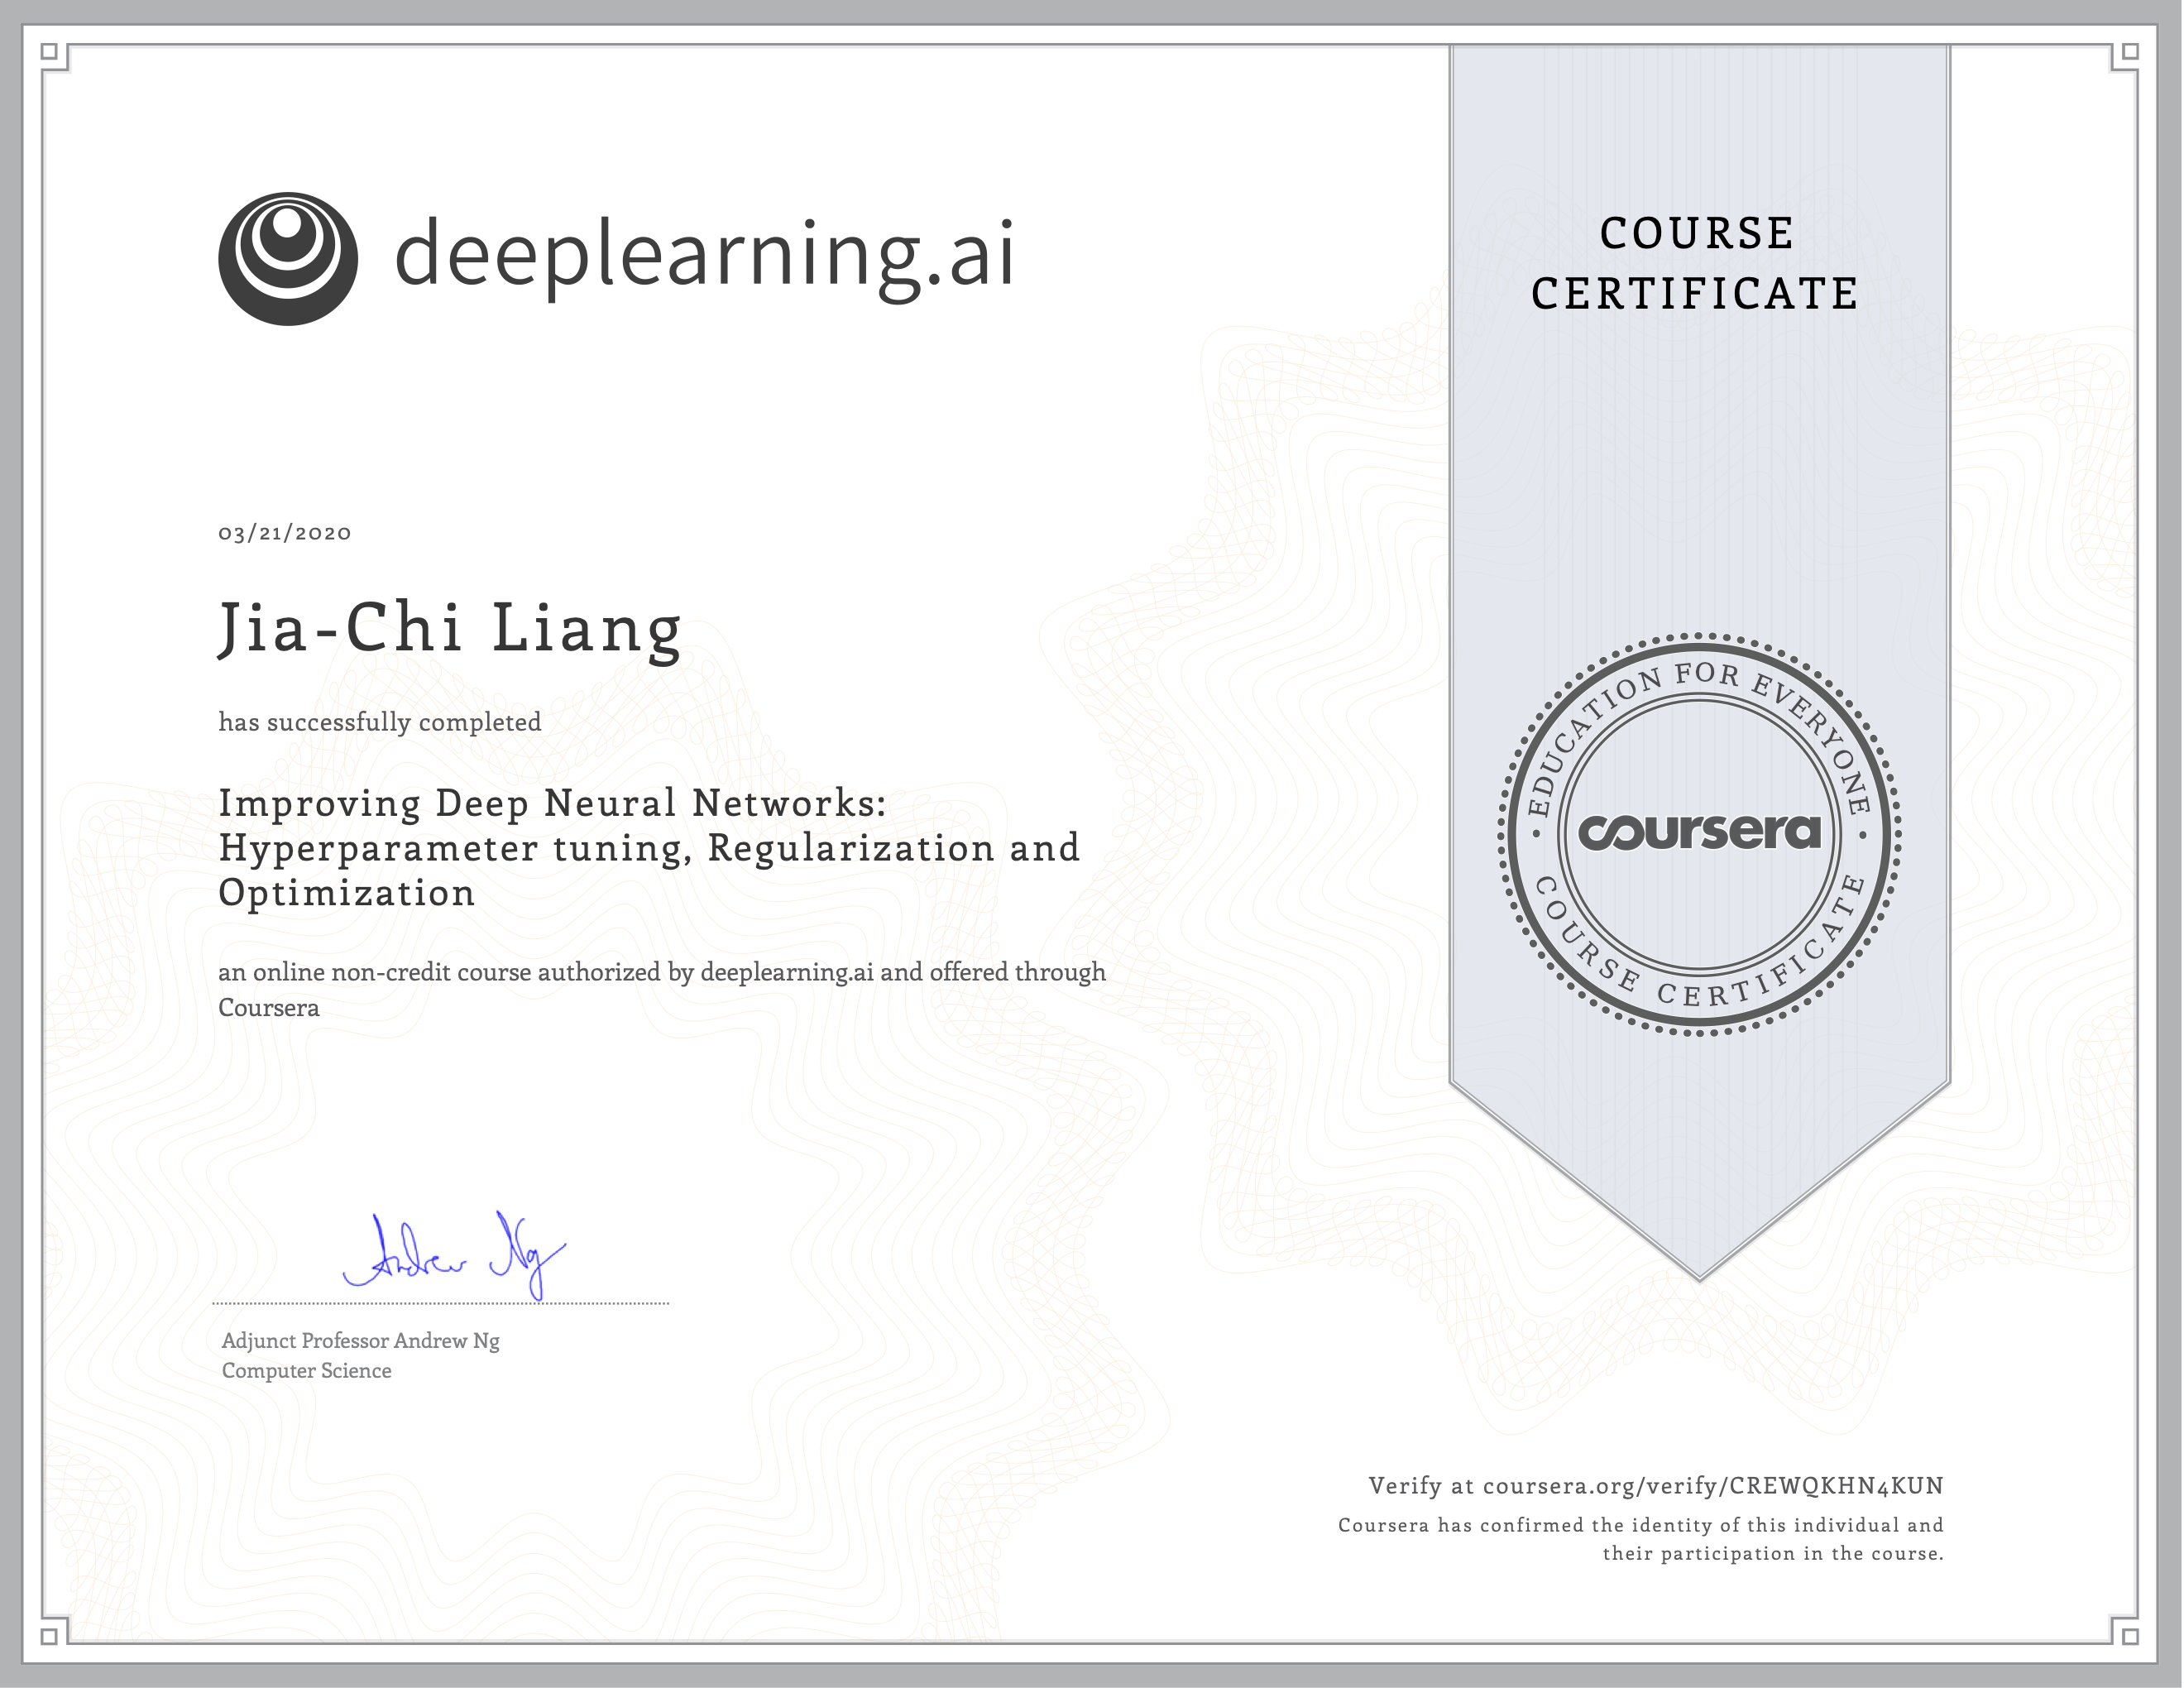 deeplearning.ai
COURSE
CERTIFICATE
03/21/2020
Jia-Chi Liang
has successfully completed
Improving Deep Neural Networks:
Hyperparameter tuning, Regularization and
Optimization
an online non-credit course authorized by deeplearning.ai and offered through
Coursera
EDUCATION FOR EVERYONE
coursera
COURSE CERTIFICATE
Andrew Ng
Adjunct Professor Andrew Ng
Computer Science
Verify at coursera.org/verify/CREWQKHN4KUN
Coursera has confirmed the identity of this individual and
their participation in the course.